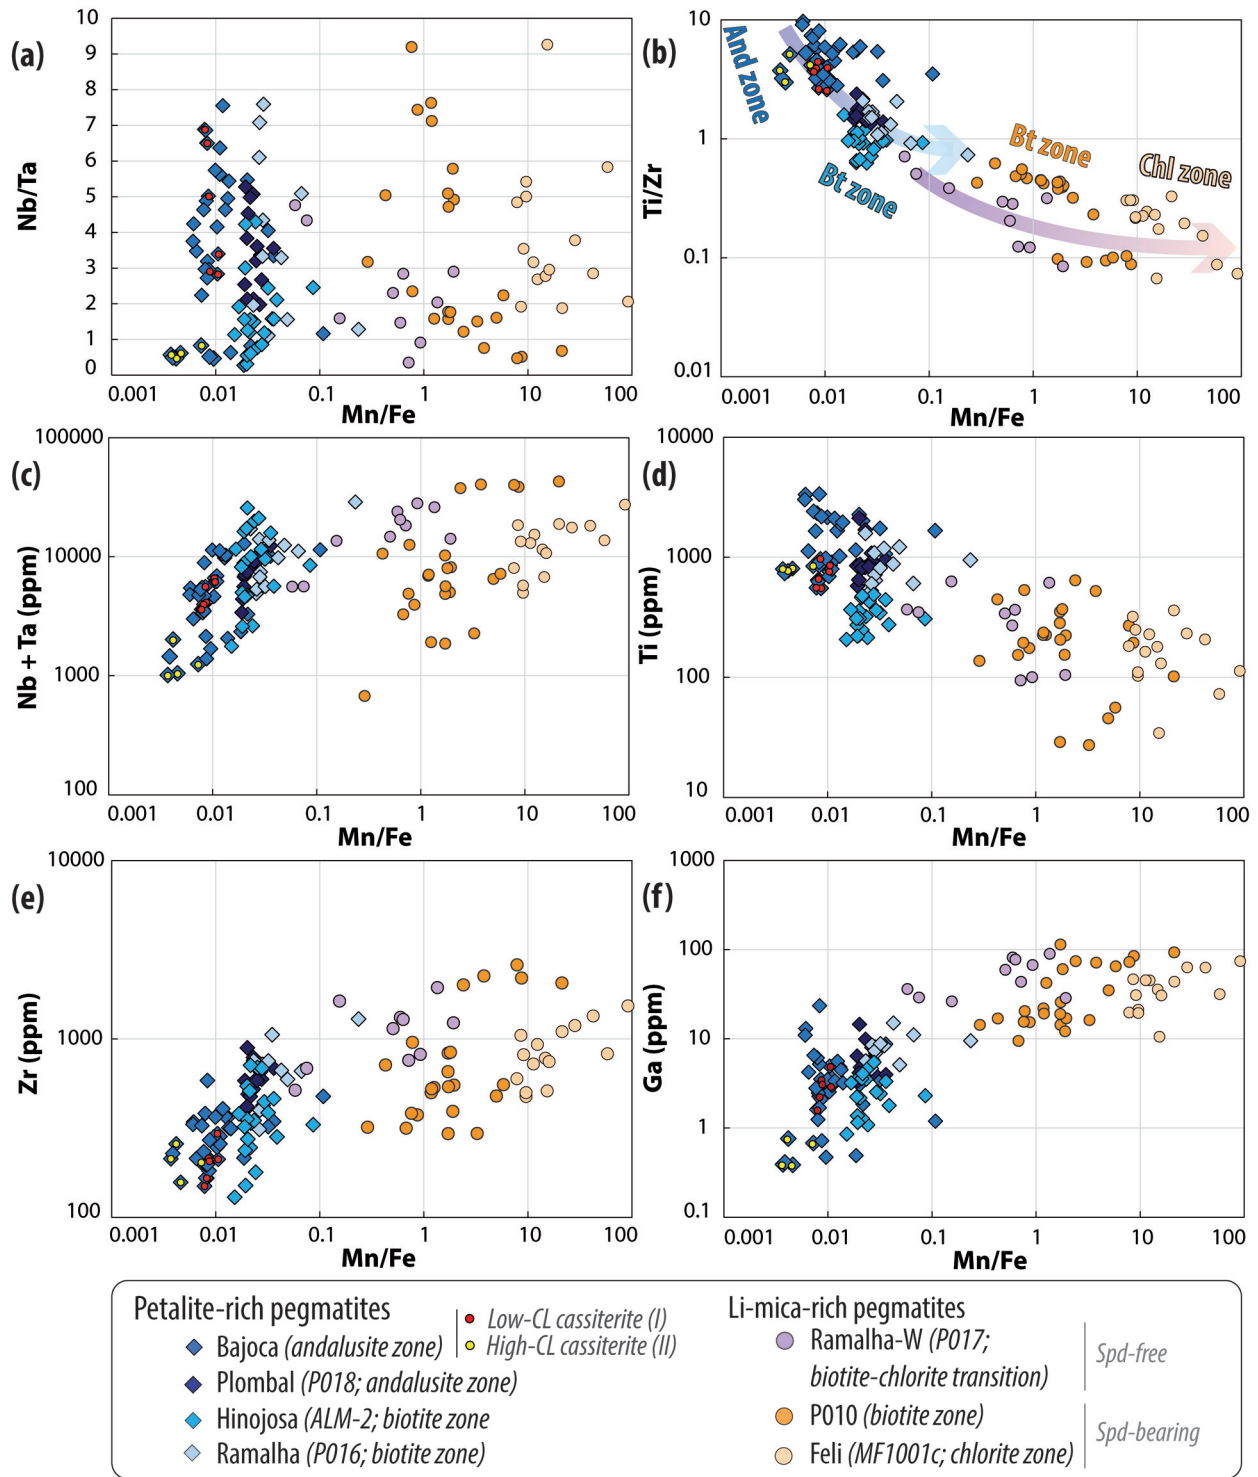 (a)
10
9
8
7
6
5
4
3
2
1
0
Nb/Ta
0.001 0.01 0.1 1 10 100
Mn/Fe
(b)
10
1
0.1
0.01
Ti/Zr
And zone
Bt zone
Bt zone
Chl zone
0.001 0.01 0.1 1 10 100
Mn/Fe
(c)
100000
10000
1000
100
Nb + Ta (ppm)
0.001 0.01 0.1 1 10 100
Mn/Fe
(d)
10000
1000
100
10
Ti (ppm)
0.001 0.01 0.1 1 10 100
Mn/Fe
(e)
10000
1000
100
Zr (ppm)
0.001 0.01 0.1 1 10 100
Mn/Fe
(f)
1000
100
10
1
0.1
Ga (ppm)
0.001 0.01 0.1 1 10 100
Mn/Fe
Petalite-rich pegmatites
Bajoca (andalusite zone)
Low-CL cassiterite (I)
High-CL cassiterite (II)
Plombal (P018; andalusite zone)
Hinojosa (ALM-2; biotite zone
Ramalha (P016; biotite zone)
Li-mica-rich pegmatites
Ramalha-W (P017;
biotite-chlorite transition)
Spd-free
P010 (biotite zone)
Feli (MF1001c; chlorite zone)
Spd-bearing